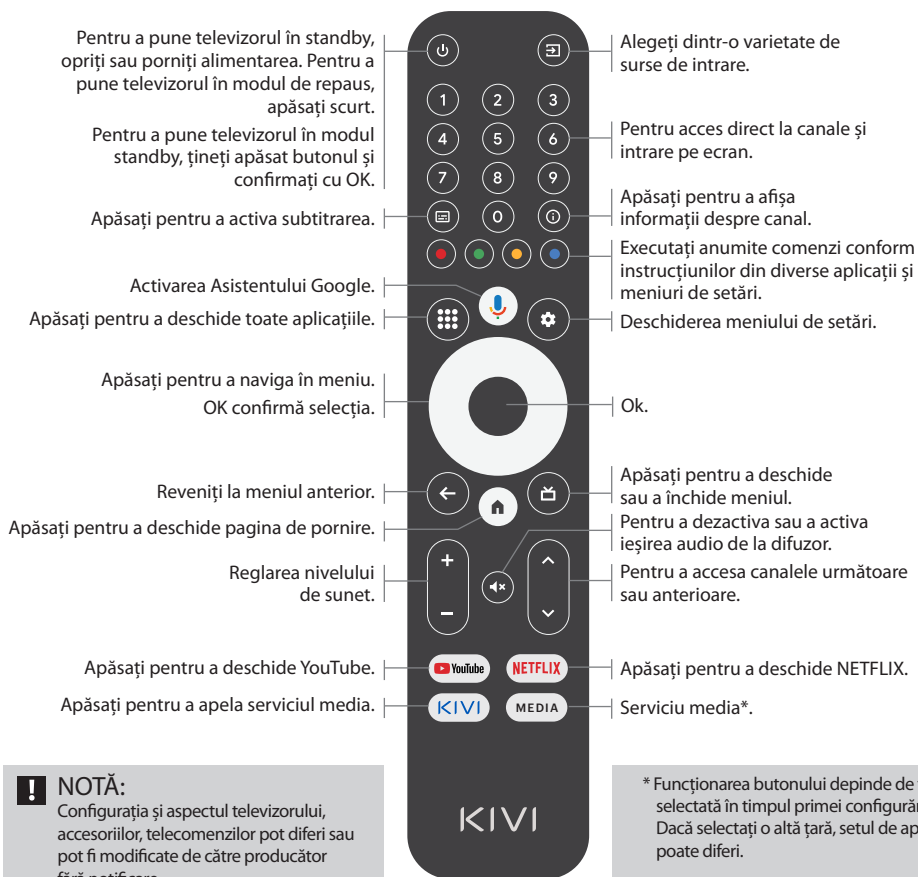 Pentru a pune televizorul în standby,
opriți sau porniți alimentarea. Pentru a
pune televizorul în modul de repaus,
apăsați scurt.
Pentru a pune televizorul în modul
standby, țineți apăsat butonul și
confirmați cu OK.
Apăsați pentru a activa subtitrarea.
Activarea Asistentului Google.
Apăsați pentru a deschide toate aplicațiile.
Apăsați pentru a naviga în meniu.
OK confirmă selecția.
Reveniți la meniul anterior.
Apăsați pentru a deschide pagina de pornire.
Reglarea nivelului
de sunet.
Apăsați pentru a deschide YouTube.
Apăsați pentru a apela serviciul media.
1 2 3
4 5 6
7 8 9
0
YouTube NETFLIX
KIVI MEDIA
KIVI
Alegeți dintr-o varietate de
surse de intrare.
Pentru acces direct la canale și
intrare pe ecran.
Apăsați pentru a afișa
informații despre canal.
Executați anumite comenzi conform
instrucțiunilor din diverse aplicații și
meniuri de setări.
Deschiderea meniului de setări.
Ok.
Apăsați pentru a deschide
sau a închide meniul.
Pentru a dezactiva sau a activa
ieșirea audio de la difuzor.
Pentru a accesa canalele următoare
sau anterioare.
Apăsați pentru a deschide NETFLIX.
Serviciu media*.
! NOTĂ:
Configurația și aspectul televizorului,
accesoriilor, telecomenzilor pot diferi sau
pot fi modificate de către producător
* Funcționarea butonului depinde de
selectată în timpul primei
Dacă selectați o altă țară, setul de
poate diferi.